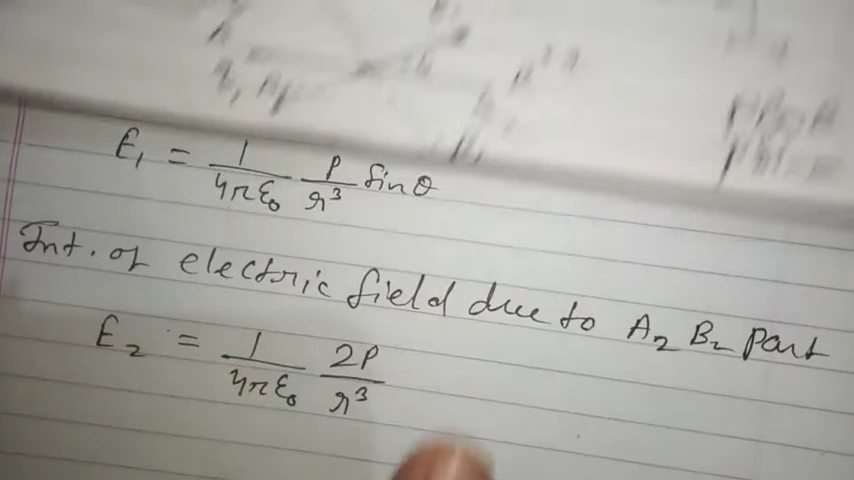 E₁ = 1/4πε₀ P/r³ Sinθ
Int. of electric field due to A₂ B₂ Part
E₂ = 1/4πε₀ 2P/r³